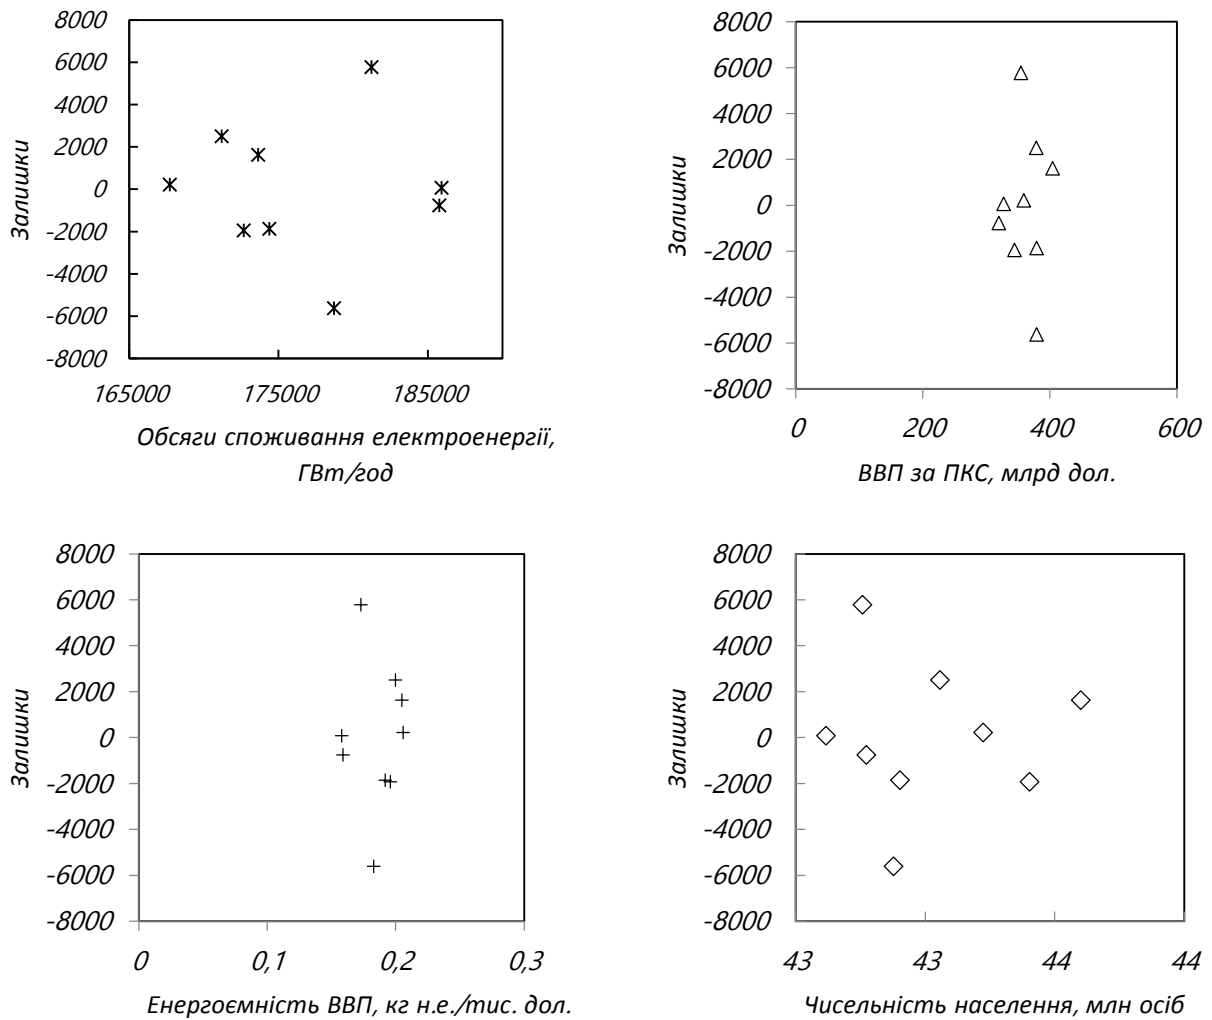 8000
6000
4000
2000
0
-2000
-4000
-6000
-8000
Залишки
165000 175000 185000
Обсяги споживання електроенергії,
ГВт/год
8000
6000
4000
2000
0
-2000
-4000
-6000
-8000
Залишки
0 200 400 600
ВВП за ПКС, млрд дол.
8000
6000
4000
2000
0
-2000
-4000
-6000
-8000
Залишки
0 0,1 0,2 0,3
Енергоємність ВВП, кг н.е./тис. дол.
8000
6000
4000
2000
0
-2000
-4000
-6000
-8000
Залишки
43 43 44 44
Чисельність населення, млн осіб